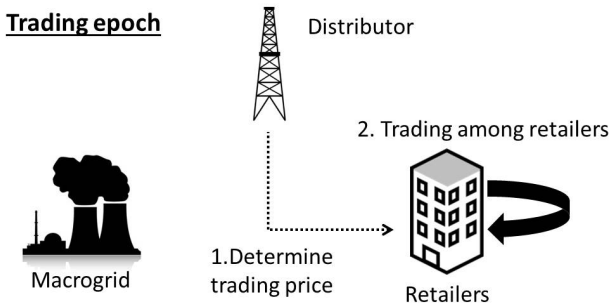 Trading epoch
Distributor
2. Trading among retailers
1.Determine
trading price
Macrogrid
Retailers